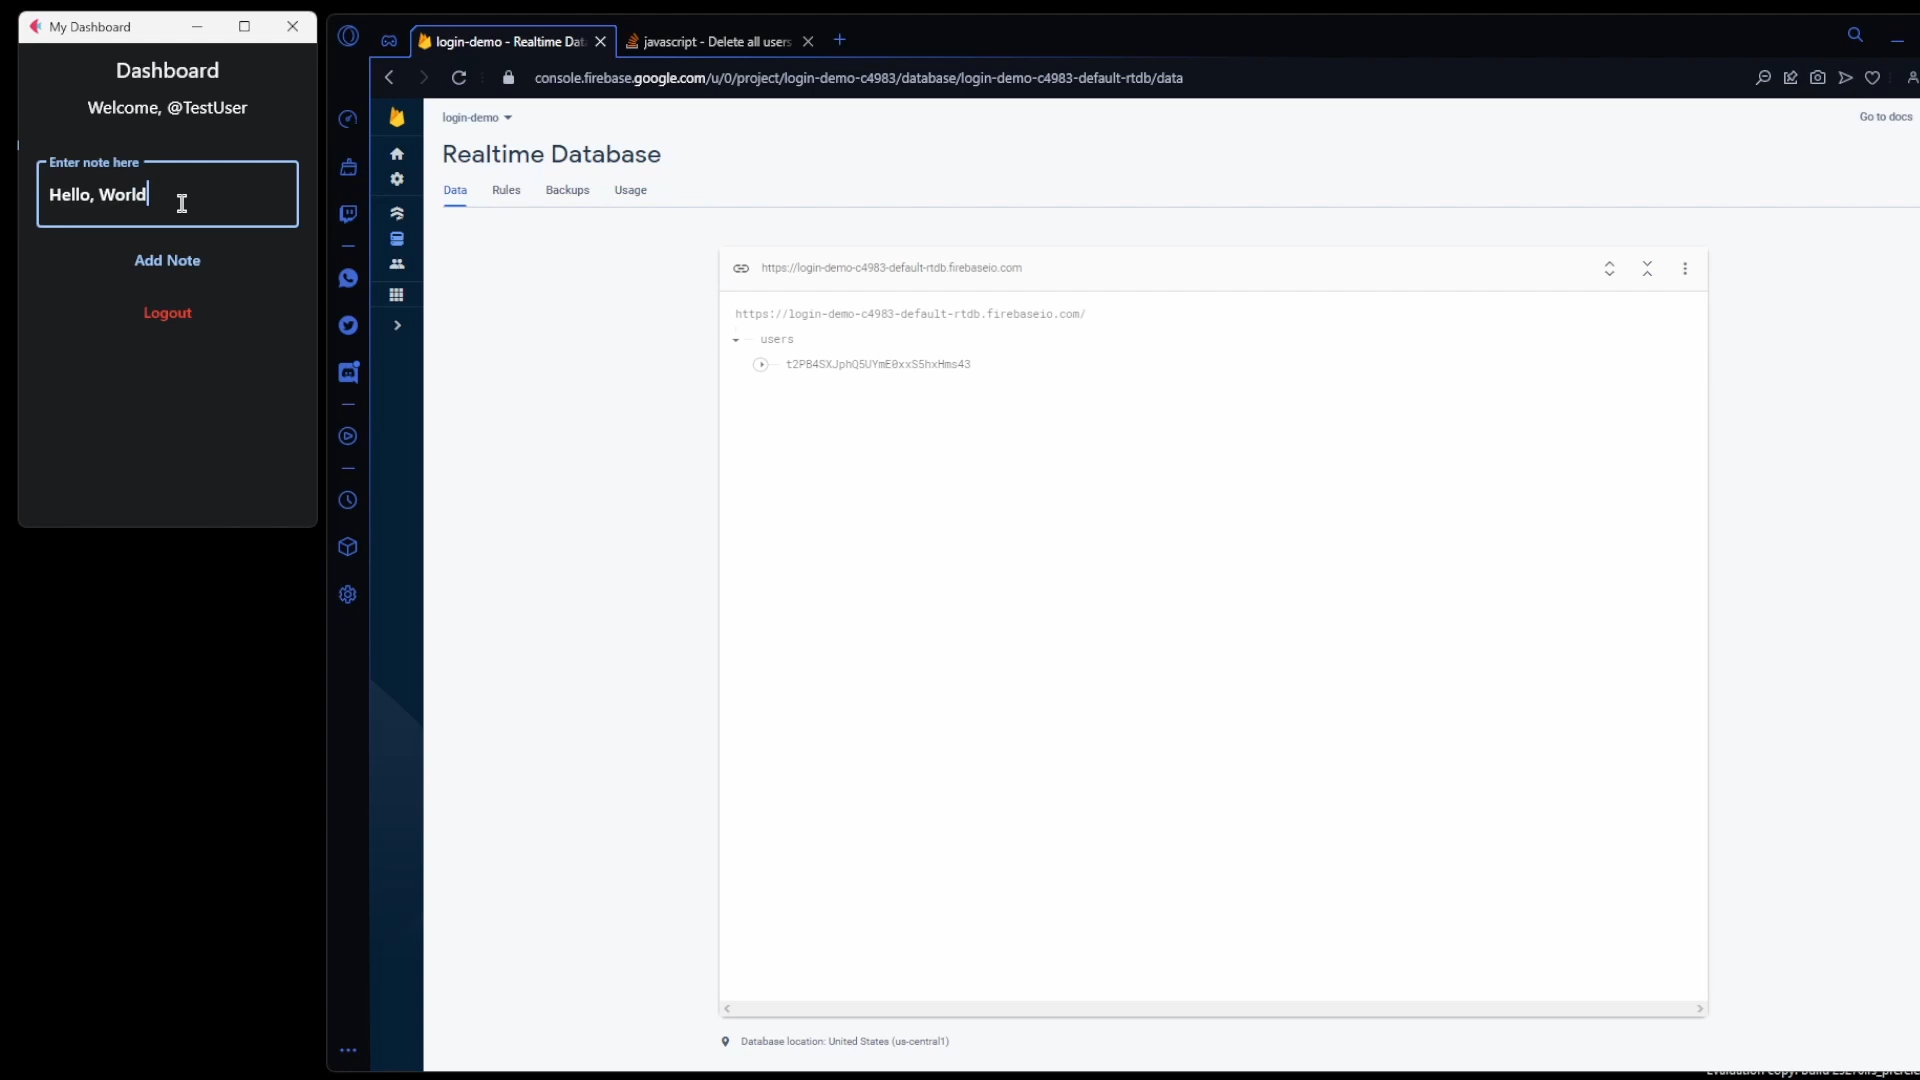 My Dashboard
Dashboard
Welcome, @TestUser
Enter note here
Hello, World
Add Note
Logout
login-demo - Realtime Dat
javascript - Delete all users
console.firebase.google.com/u/0/project/login-demo-c4983/database/login-demo-c4983-default-rtdb/data
login-demo
Go to docs
Realtime Database
Data Rules Backups Usage
https://login-demo-c4983-default-rtdb.firebaseio.com
https://login-demo-c4983-default-rtdb.firebaseio.com/
users
t2PB4SXJphQ5UYmE0xxS5hxHms43
Database location: United States (us-central1)